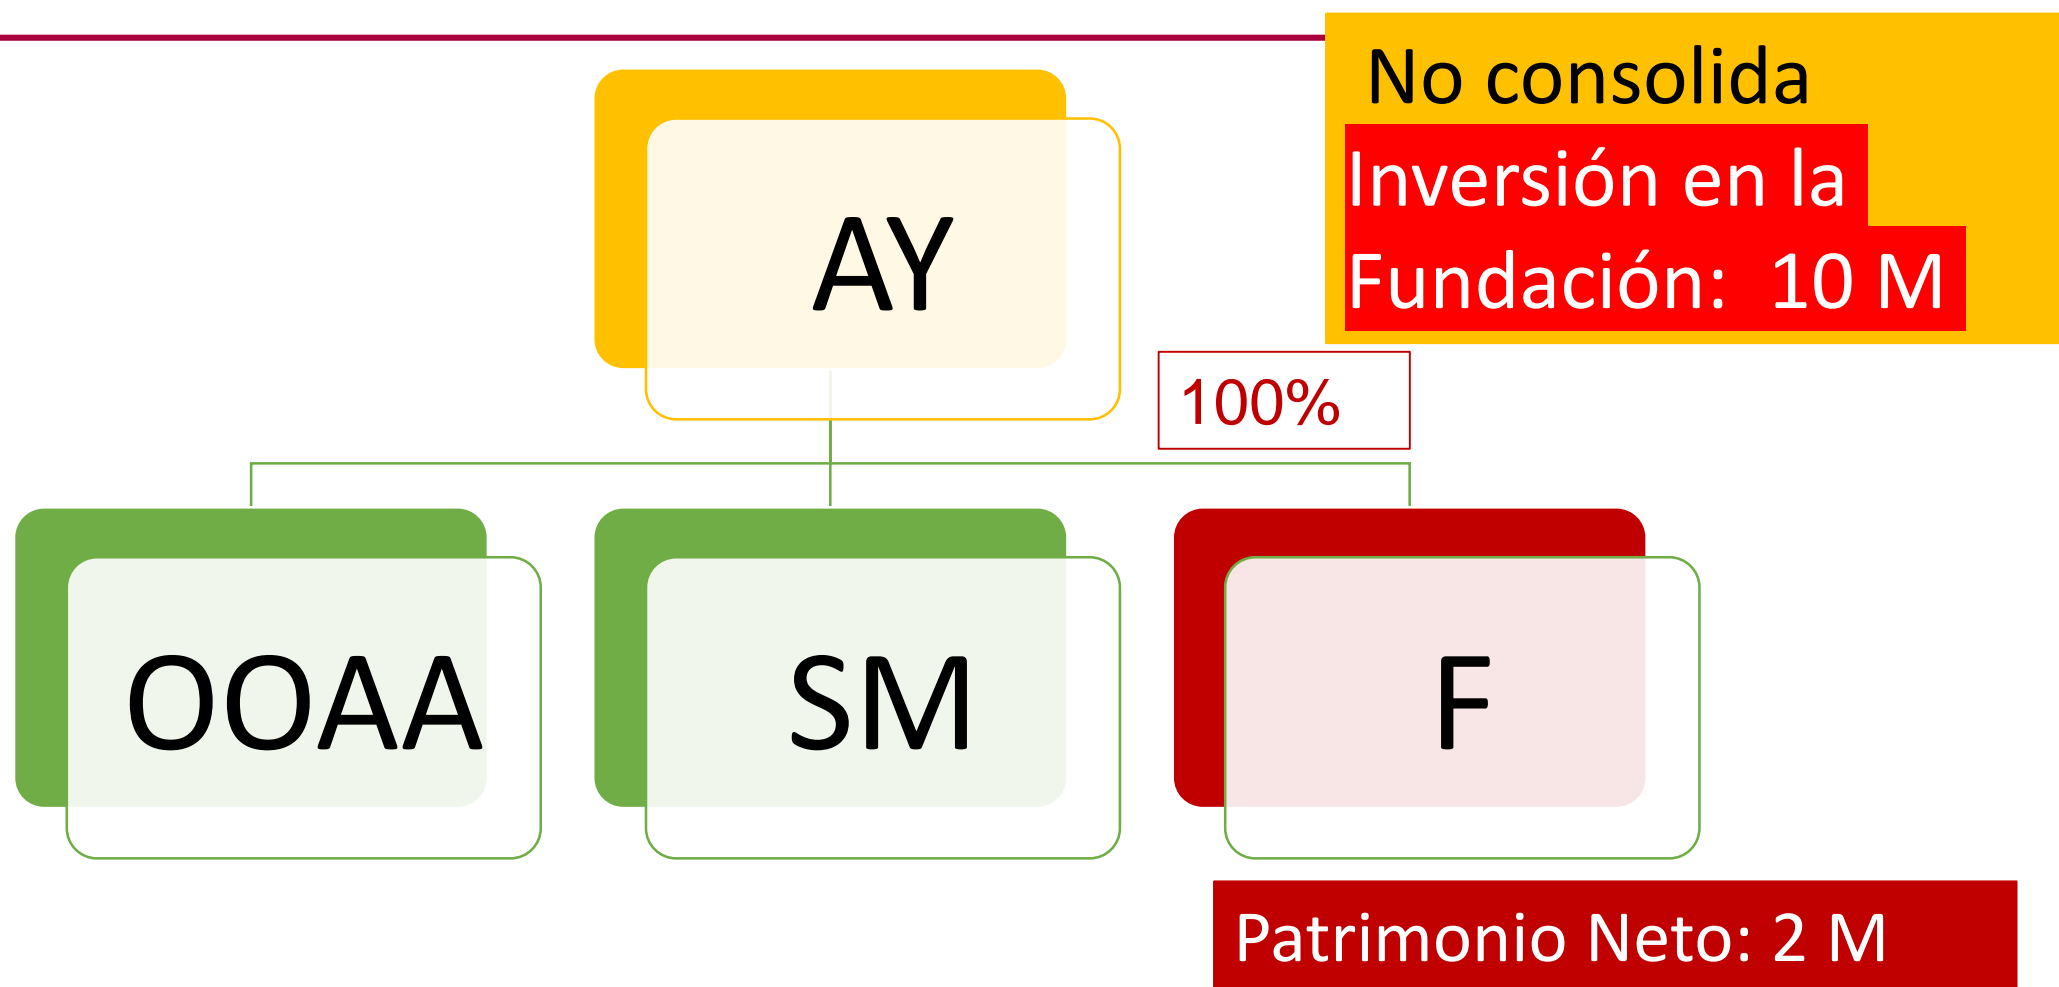 No consolida
Inversión en la
Fundación: 10 M
AY
100%
OOAA
SM
F
Patrimonio Neto: 2 M